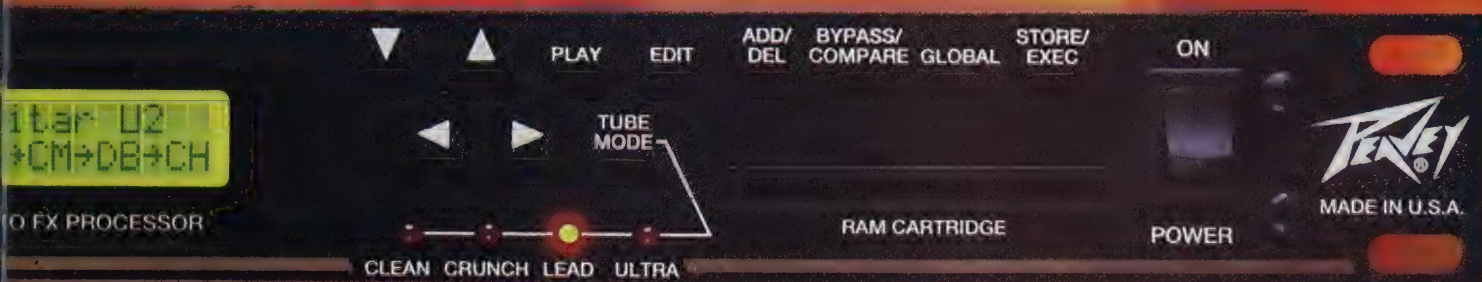 ▼ ▲ PLAY EDIT ADD/ DEL BYPASS/ COMPARE GLOBAL STORE/ EXEC ON
itar U2
→CM→DB→CH
◀ ▶ TUBE MODE
PEAVEY®
MADE IN U.S.A.
O FX PROCESSOR
RAM CARTRIDGE
POWER
CLEAN CRUNCH LEAD ULTRA